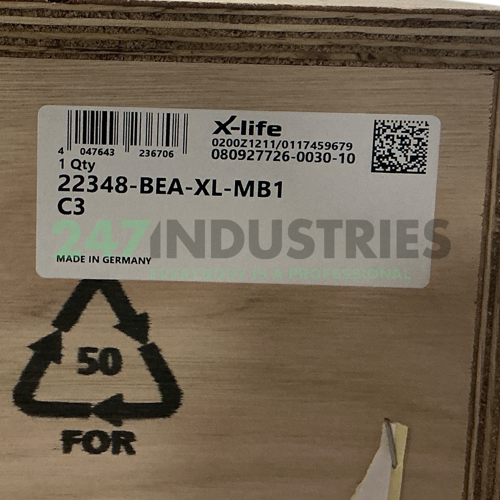 X-life
0200Z1211/0117459679
080927726-0030-10
4 047643 236706
1 Qty
22348-BEA-XL-MB1
C3
247INDUSTRIES
MADE IN GERMANY
& PROFESSIONAL
50
FOR